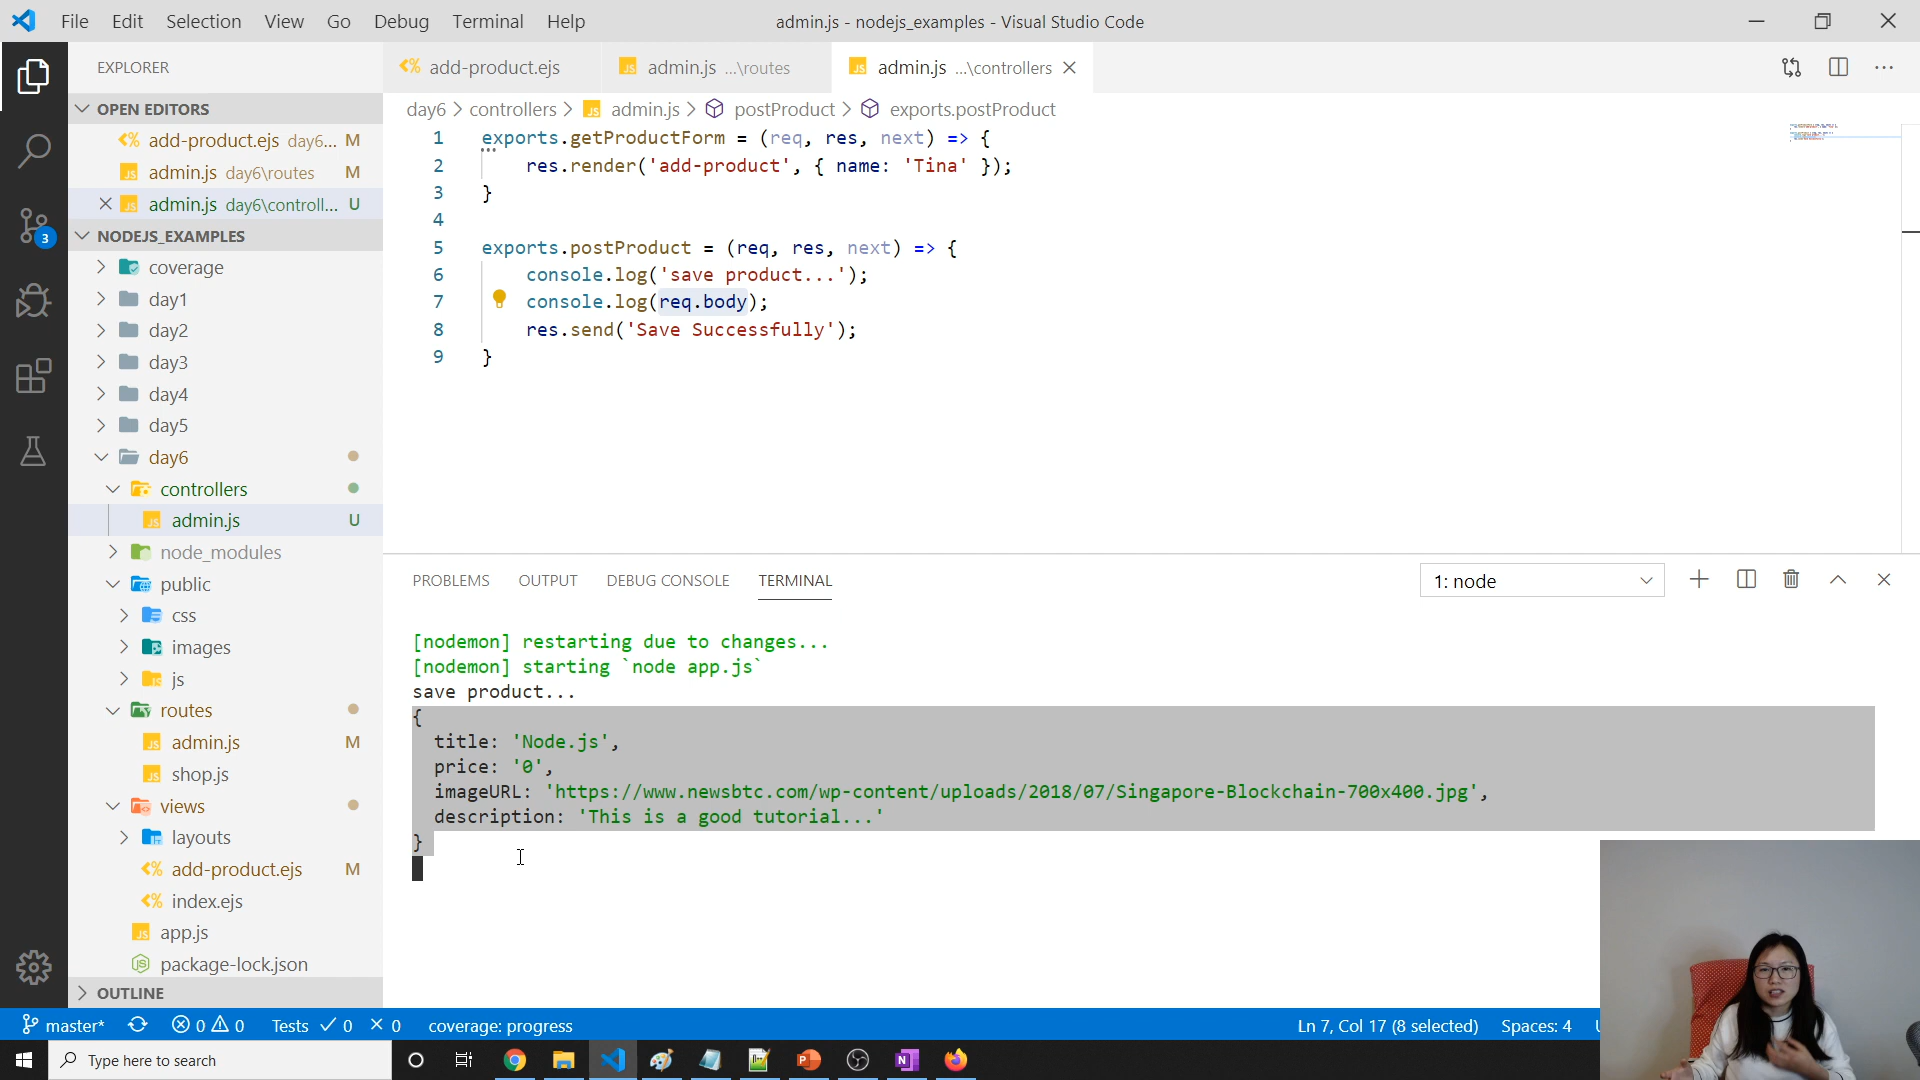 File Edit Selection View Go Debug Terminal Help
admin.js - nodejs_examples - Visual Studio Code
EXPLORER
OPEN EDITORS
add-product.ejs day6... M
admin.js day6\routes M
admin.js day6\controll... U
NODEJS_EXAMPLES
coverage
day1
day2
day3
day4
day5
day6
controllers
admin.js U
node_modules
public
css
images
js
routes
admin.js M
shop.js
views
layouts
add-product.ejs M
index.ejs
app.js
package-lock.json
OUTLINE
add-product.ejs
admin.js ...\routes
admin.js ...\controllers
day6 > controllers > admin.js > postProduct > exports.postProduct
1 exports.getProductForm = (req, res, next) => {
2 res.render('add-product', { name: 'Tina' });
3 }
4
5 exports.postProduct = (req, res, next) => {
6 console.log('save product...');
7 console.log(req.body);
8 res.send('Save Successfully');
9 }
PROBLEMS OUTPUT DEBUG CONSOLE TERMINAL
1: node
[nodemon] restarting due to changes...
[nodemon] starting `node app.js`
save product...
{
title: 'Node.js',
price: '0',
imageURL: 'https://www.newsbtc.com/wp-content/uploads/2018/07/Singapore-Blockchain-700x400.jpg',
description: 'This is a good tutorial...'
}
3
master* 0 0 Tests 0 0 coverage: progress
Ln 7, Col 17 (8 selected) Spaces: 4
Type here to search